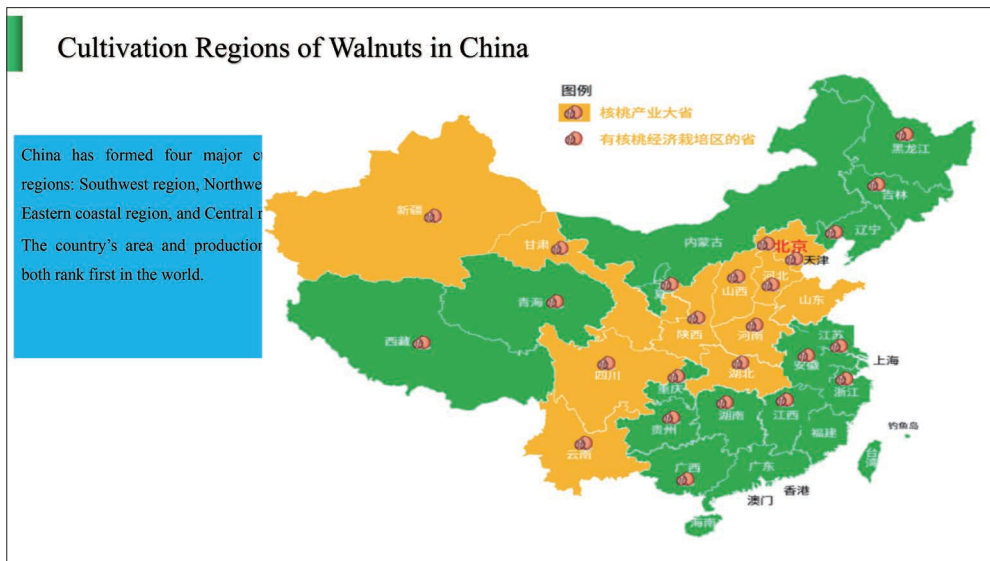 Cultivation Regions of Walnuts in China
China has formed four major
regions: Southwest region,
Eastern coastal region, and Central
The country's area and production
both rank first in the world.
图例
核桃产业大省
有核桃经济栽培区的省
黑龙江
吉林
辽宁
新疆
甘肃
内蒙古
北京
天津
河北
山西
山东
青海
西藏
陕西
河南
江苏
安徽
上海
浙江
四川
重庆
湖北
湖南
江西
贵州
福建
钓鱼岛
台湾
云南
广西
广东
香港
澳门
海南